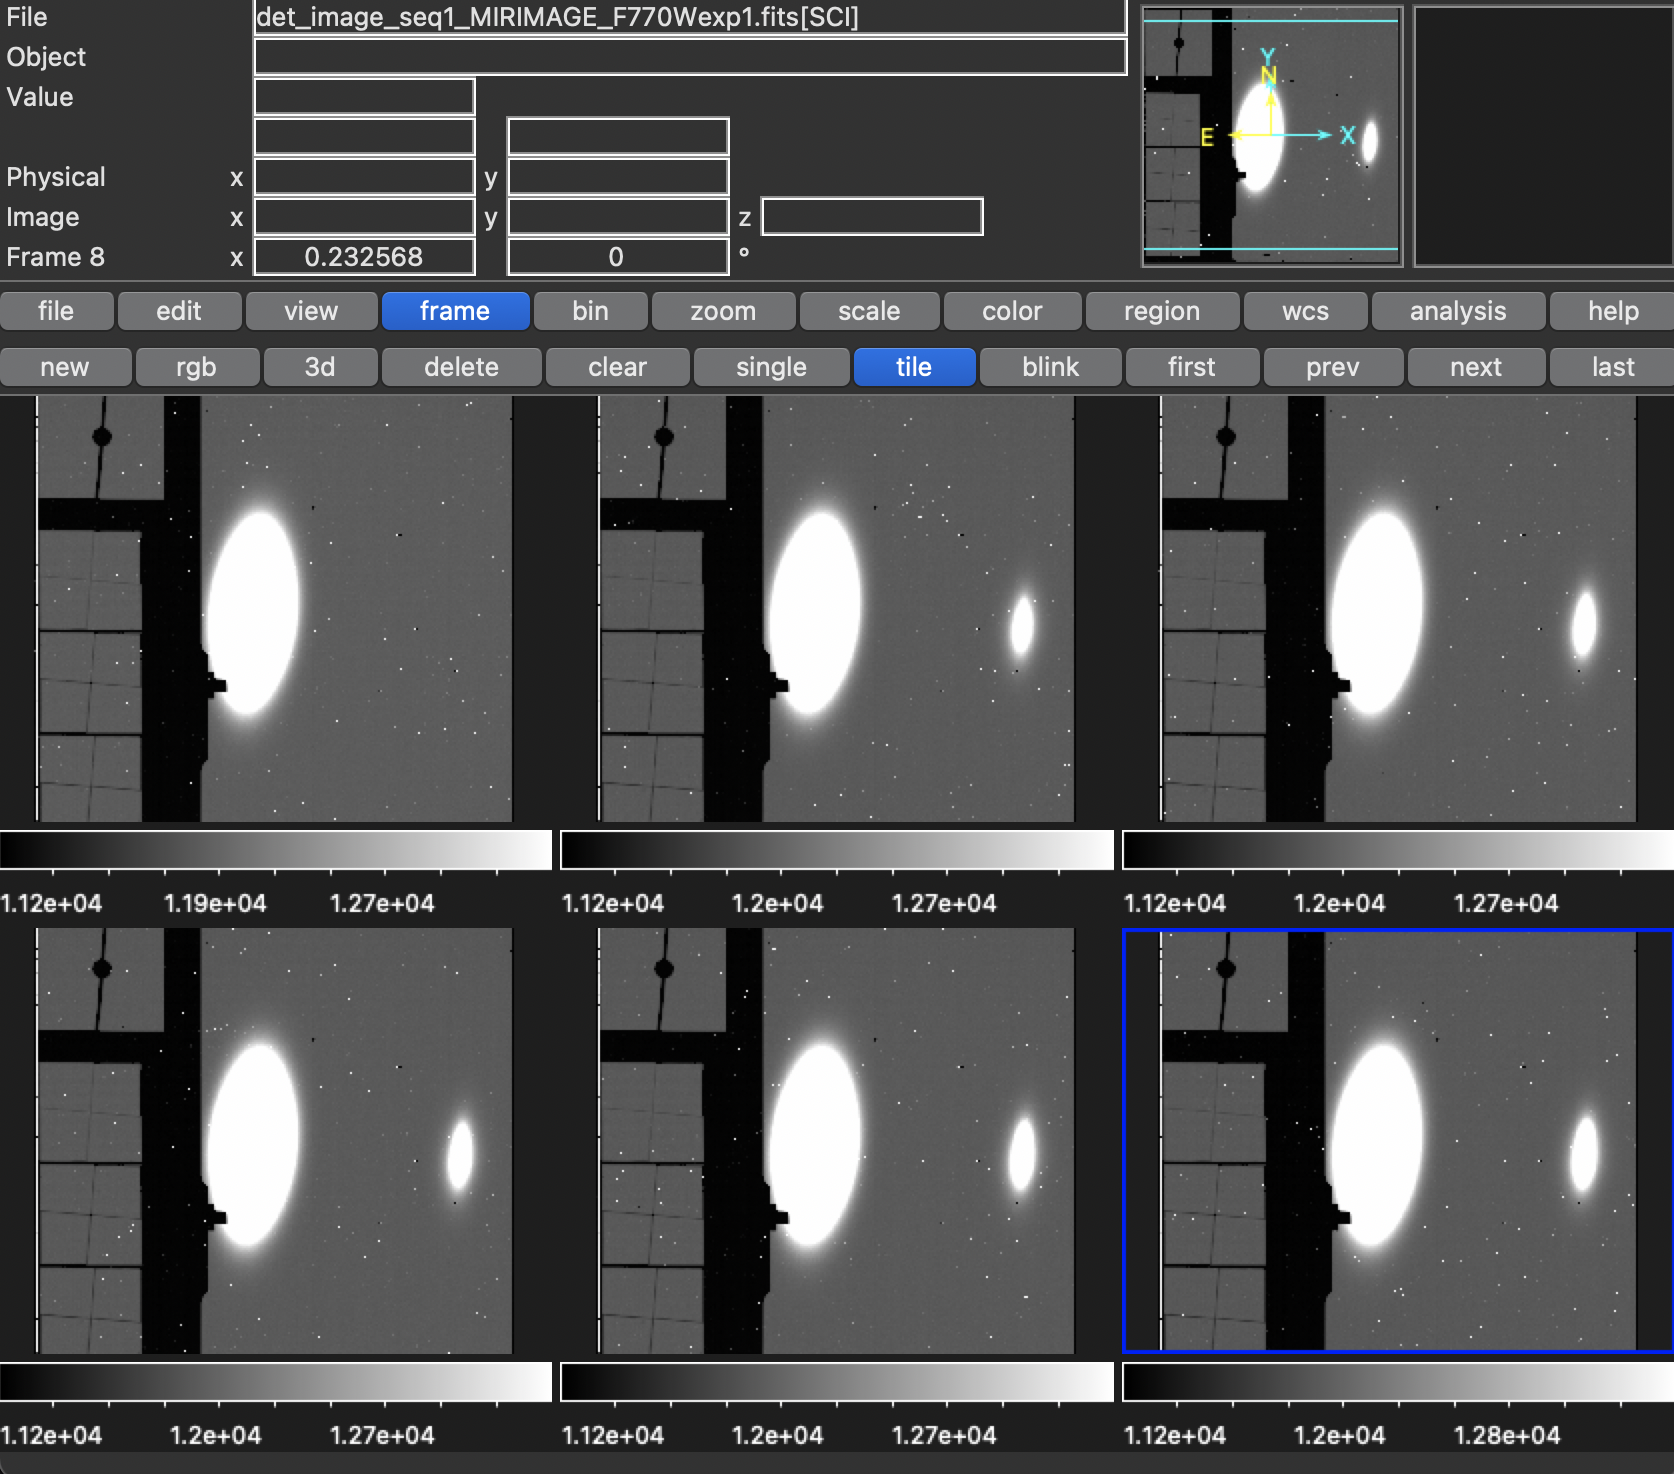 File det_image_seq1_MIRIMAGE_F770Wexp1.fits[SCI]
Object
Value
Physical x y
Image x y z
Frame 8 x 0.232568 0 °
Y
N
E X
file edit view frame bin zoom scale color region wcs analysis help
new rgb 3d delete clear single tile blink first prev next last
1.12e+04 1.19e+04 1.27e+04 1.12e+04 1.2e+04 1.27e+04 1.12e+04 1.2e+04 1.27e+04
1.12e+04 1.2e+04 1.27e+04 1.12e+04 1.2e+04 1.27e+04 1.12e+04 1.2e+04 1.28e+04